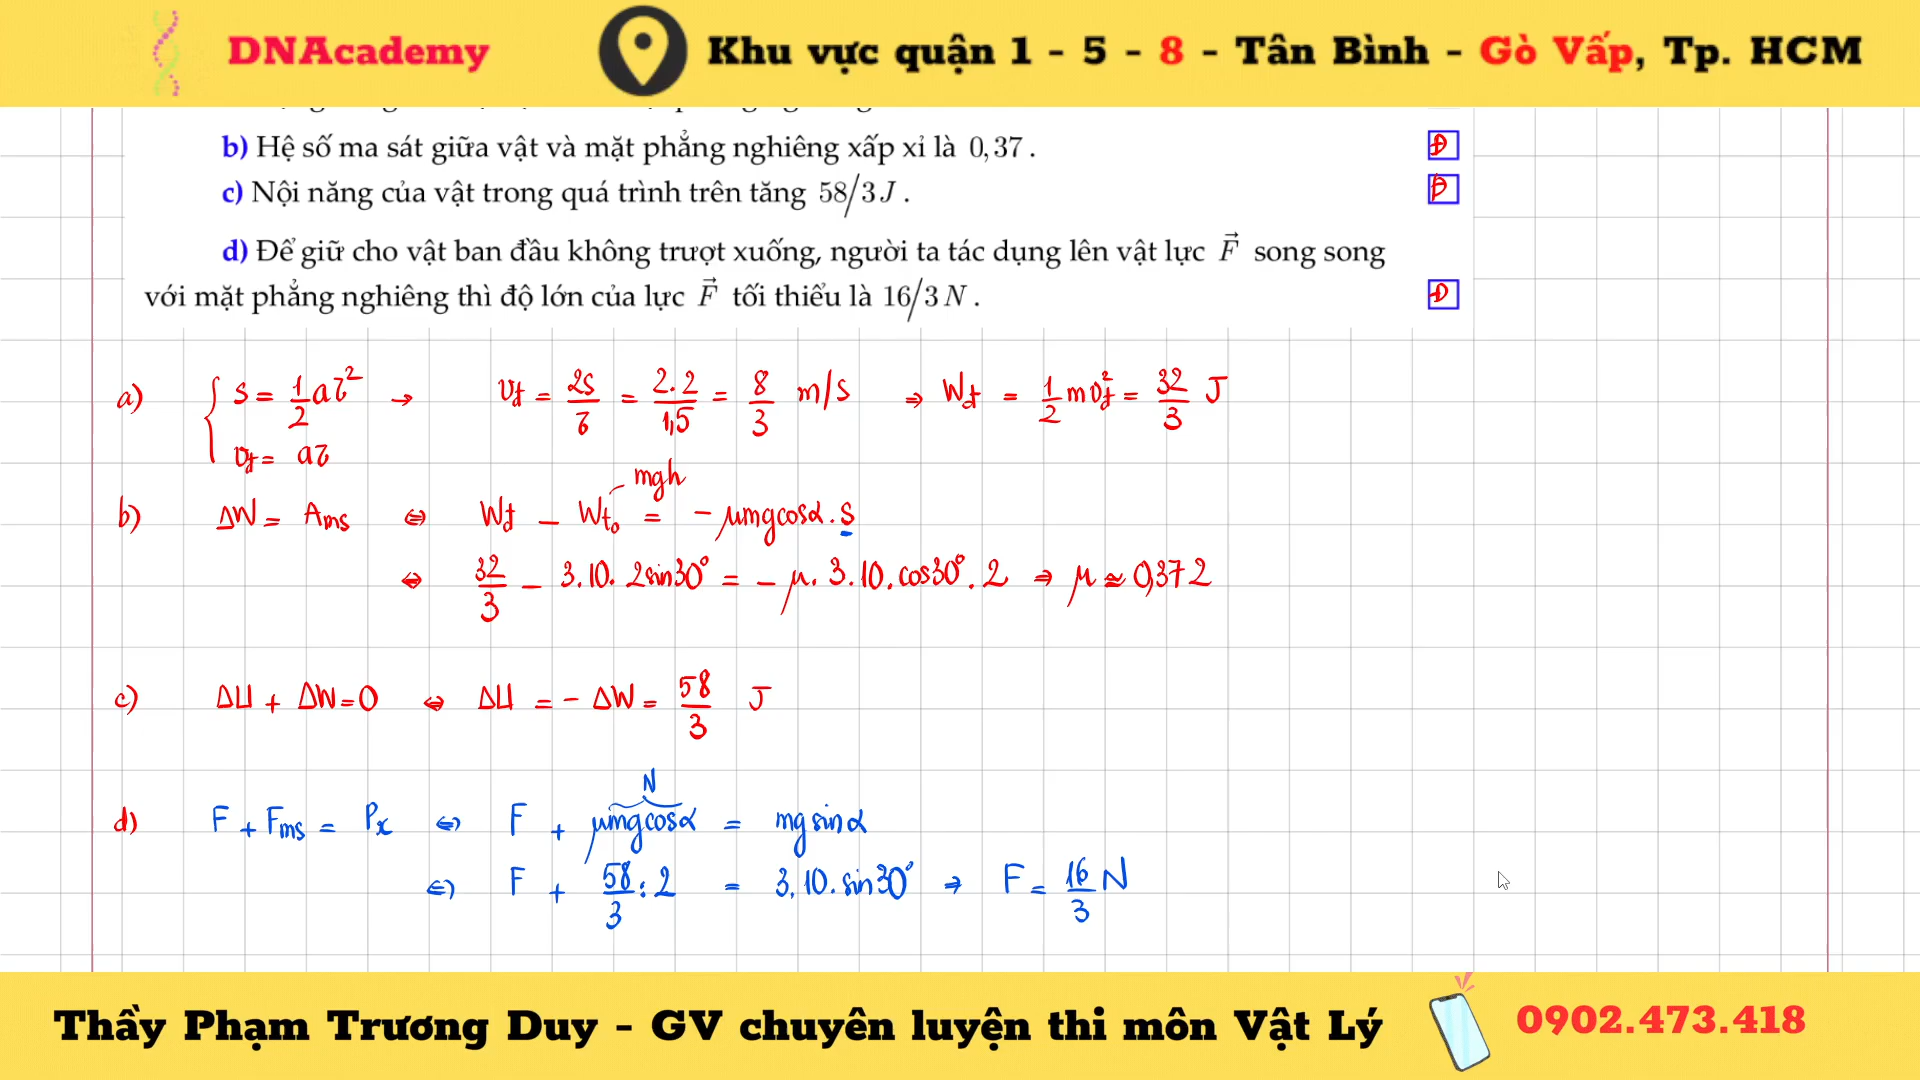 DNAcademy
Khu vực quận 1 - 5 - 8 - Tân Bình - Gò Vấp, Tp. HCM
b) Hệ số ma sát giữa vật và mặt phẳng nghiêng xấp xỉ là 0,37 .
Đ
c) Nội năng của vật trong quá trình trên tăng 58/3 J .
Đ
d) Để giữ cho vật ban đầu không trượt xuống, người ta tác dụng lên vật lực F⃗ song song
với mặt phẳng nghiêng thì độ lớn của lực F⃗ tối thiểu là 16/3 N .
Đ
a) { s = 1/2 aτ² → vđ = 2s/τ = 2.2/1,5 = 8/3 m/s ⇒ Wđ = 1/2 mvđ² = 32/3 J
vđ = aτ
mgh
b) ΔW = Ams ⇔ Wđ – Wt₀ = – μmgcosα . s
⇔ 32/3 – 3.10. 2sin30° = – μ. 3.10. cos30°. 2 ⇒ μ ≃ 0,372
c) ΔU + ΔW = 0 ⇔ ΔU = – ΔW = 58/3 J
N
d) F + Fms = Px ⇔ F + μmgcosα = mgsinα
⇔ F + 58/3 : 2 = 3.10. sin30° ⇒ F = 16/3 N
Thầy Phạm Trương Duy - GV chuyên luyện thi môn Vật Lý
0902.473.418